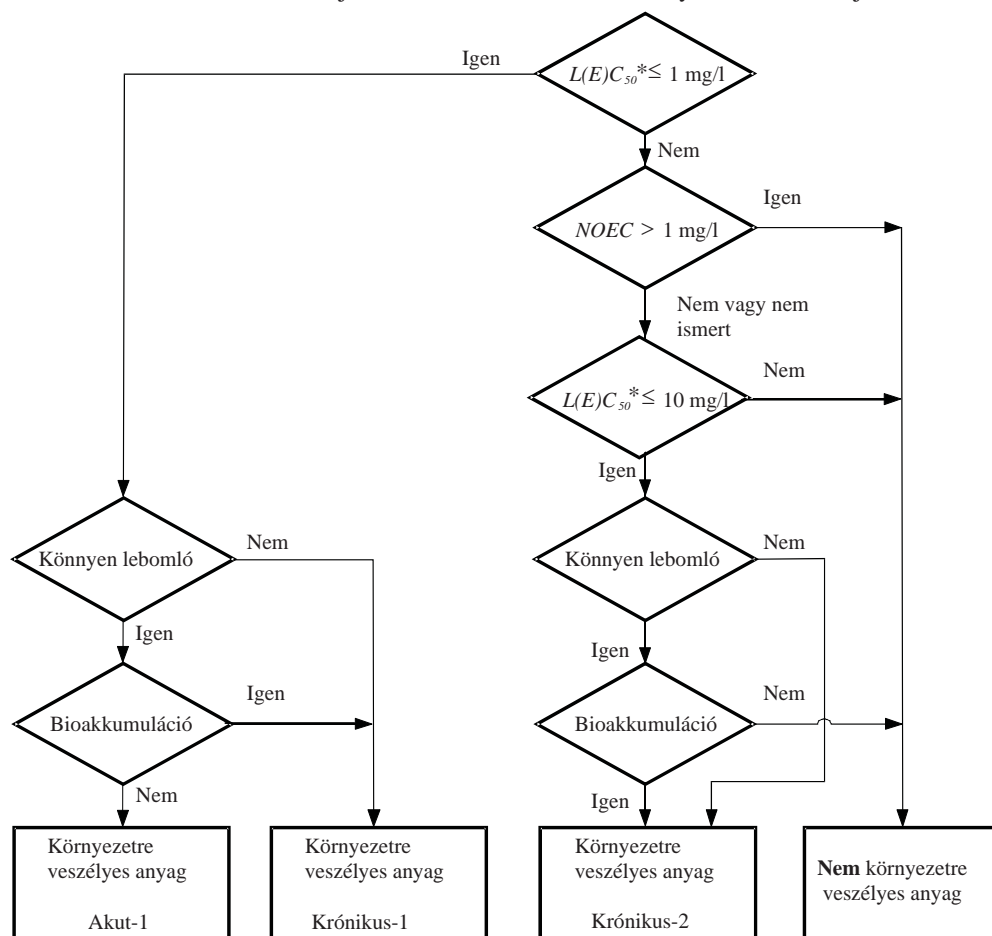 Igen
L(E)C50*≤ 1 mg/l
Nem
Igen
NOEC > 1 mg/l
Nem vagy nem
ismert
Nem
L(E)C50*≤ 10 mg/l
Igen
Könnyen lebomló
Nem
Könnyen lebomló
Nem
Igen
Igen
Igen
Nem
Bioakkumuláció
Bioakkumuláció
Nem
Igen
Környezetre
veszélyes anyag
Akut-1
Környezetre
veszélyes anyag
Krónikus-1
Környezetre
veszélyes anyag
Krónikus-2
Nem környezetre
veszélyes anyag